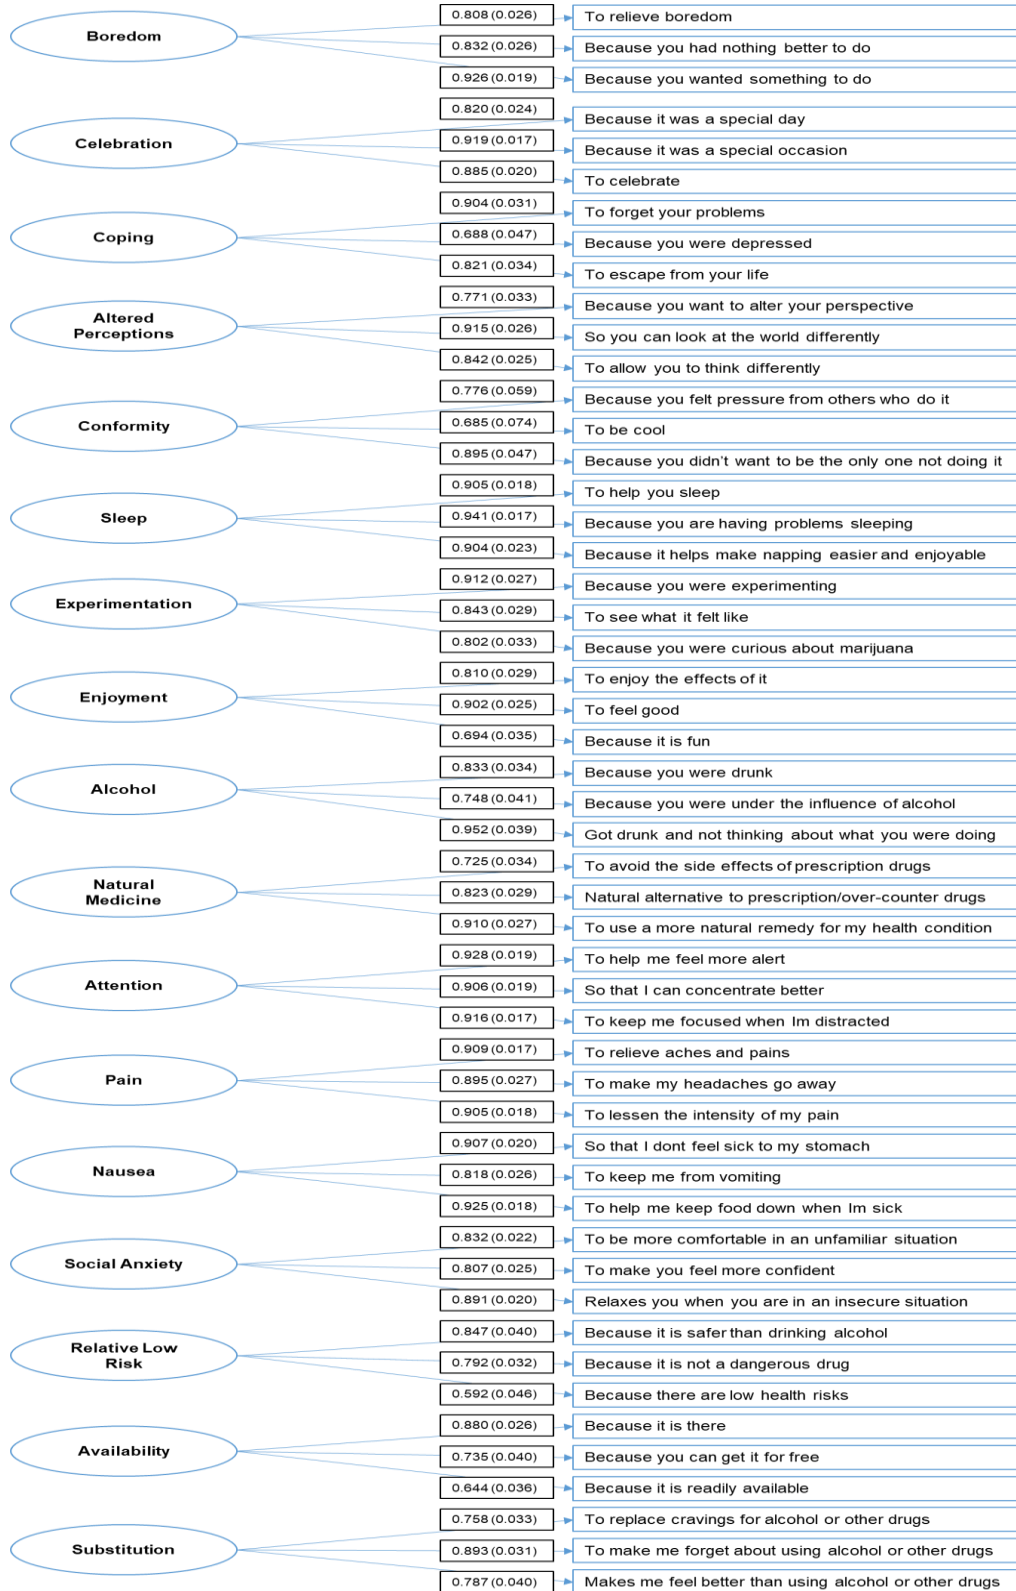 Boredom
0.808 (0.026) To relieve boredom
0.832 (0.026) Because you had nothing better to do
0.926 (0.019) Because you wanted something to do
Celebration
0.820 (0.024) Because it was a special day
0.919 (0.017) Because it was a special occasion
0.885 (0.020) To celebrate
Coping
0.904 (0.031) To forget your problems
0.688 (0.047) Because you were depressed
0.821 (0.034) To escape from your life
Altered
Perceptions
0.771 (0.033) Because you want to alter your perspective
0.915 (0.026) So you can look at the world differently
0.842 (0.025) To allow you to think differently
Conformity
0.776 (0.059) Because you felt pressure from others who do it
0.685 (0.074) To be cool
0.895 (0.047) Because you didn't want to be the only one not doing it
Sleep
0.905 (0.018) To help you sleep
0.941 (0.017) Because you are having problems sleeping
0.904 (0.023) Because it helps make napping easier and enjoyable
Experimentation
0.912 (0.027) Because you were experimenting
0.843 (0.029) To see what it felt like
0.802 (0.033) Because you were curious about marijuana
Enjoyment
0.810 (0.029) To enjoy the effects of it
0.902 (0.025) To feel good
0.694 (0.035) Because it is fun
Alcohol
0.833 (0.034) Because you were drunk
0.748 (0.041) Because you were under the influence of alcohol
0.952 (0.039) Got drunk and not thinking about what you were doing
Natural
Medicine
0.725 (0.034) To avoid the side effects of prescription drugs
0.823 (0.029) Natural alternative to prescription/over-counter drugs
0.910 (0.027) To use a more natural remedy for my health condition
Attention
0.928 (0.019) To help me feel more alert
0.906 (0.019) So that I can concentrate better
0.916 (0.017) To keep me focused when Im distracted
Pain
0.909 (0.017) To relieve aches and pains
0.895 (0.027) To make my headaches go away
0.905 (0.018) To lessen the intensity of my pain
Nausea
0.907 (0.020) So that I dont feel sick to my stomach
0.818 (0.026) To keep me from vomiting
0.925 (0.018) To help me keep food down when Im sick
Social Anxiety
0.832 (0.022) To be more comfortable in an unfamiliar situation
0.807 (0.025) To make you feel more confident
0.891 (0.020) Relaxes you when you are in an insecure situation
Relative Low
Risk
0.847 (0.040) Because it is safer than drinking alcohol
0.792 (0.032) Because it is not a dangerous drug
0.592 (0.046) Because there are low health risks
Availability
0.880 (0.026) Because it is there
0.735 (0.040) Because you can get it for free
0.644 (0.036) Because it is readily available
Substitution
0.758 (0.033) To replace cravings for alcohol or other drugs
0.893 (0.031) To make me forget about using alcohol or other drugs
0.787 (0.040) Makes me feel better than using alcohol or other drugs